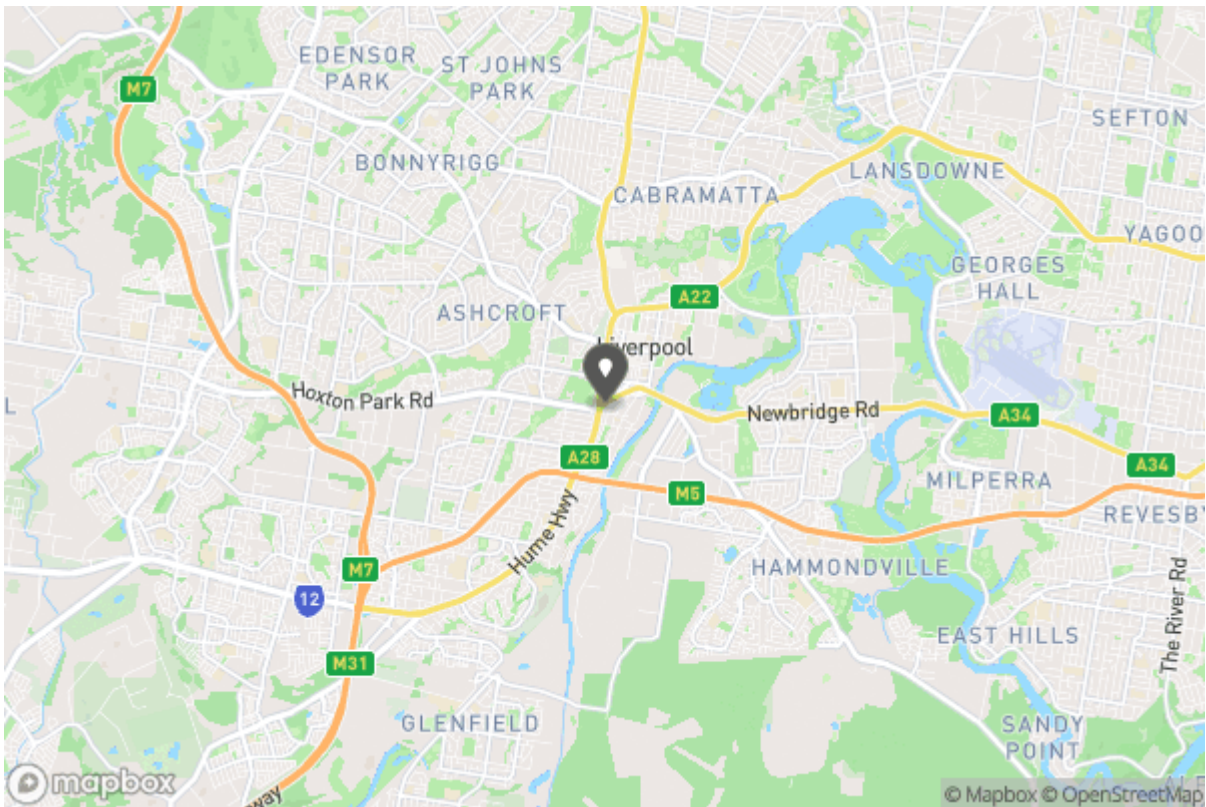 M7
EDENSOR
PARK
ST JOHNS
PARK
SEFTON
BONNYRIGG
LANSDOWNE
CABRAMATTA
YAGOO
GEORGES
HALL
A22
ASHCROFT
Liverpool
Hoxton Park Rd
Newbridge Rd
A34
A28
A34
MILPERRA
M5
REVESBY
Hume Hwy
M7
HAMMONDVILLE
12
EAST HILLS
The River Rd
M31
GLENFIELD
SANDY
POINT
mapbox
way
© Mapbox © OpenStreetMap